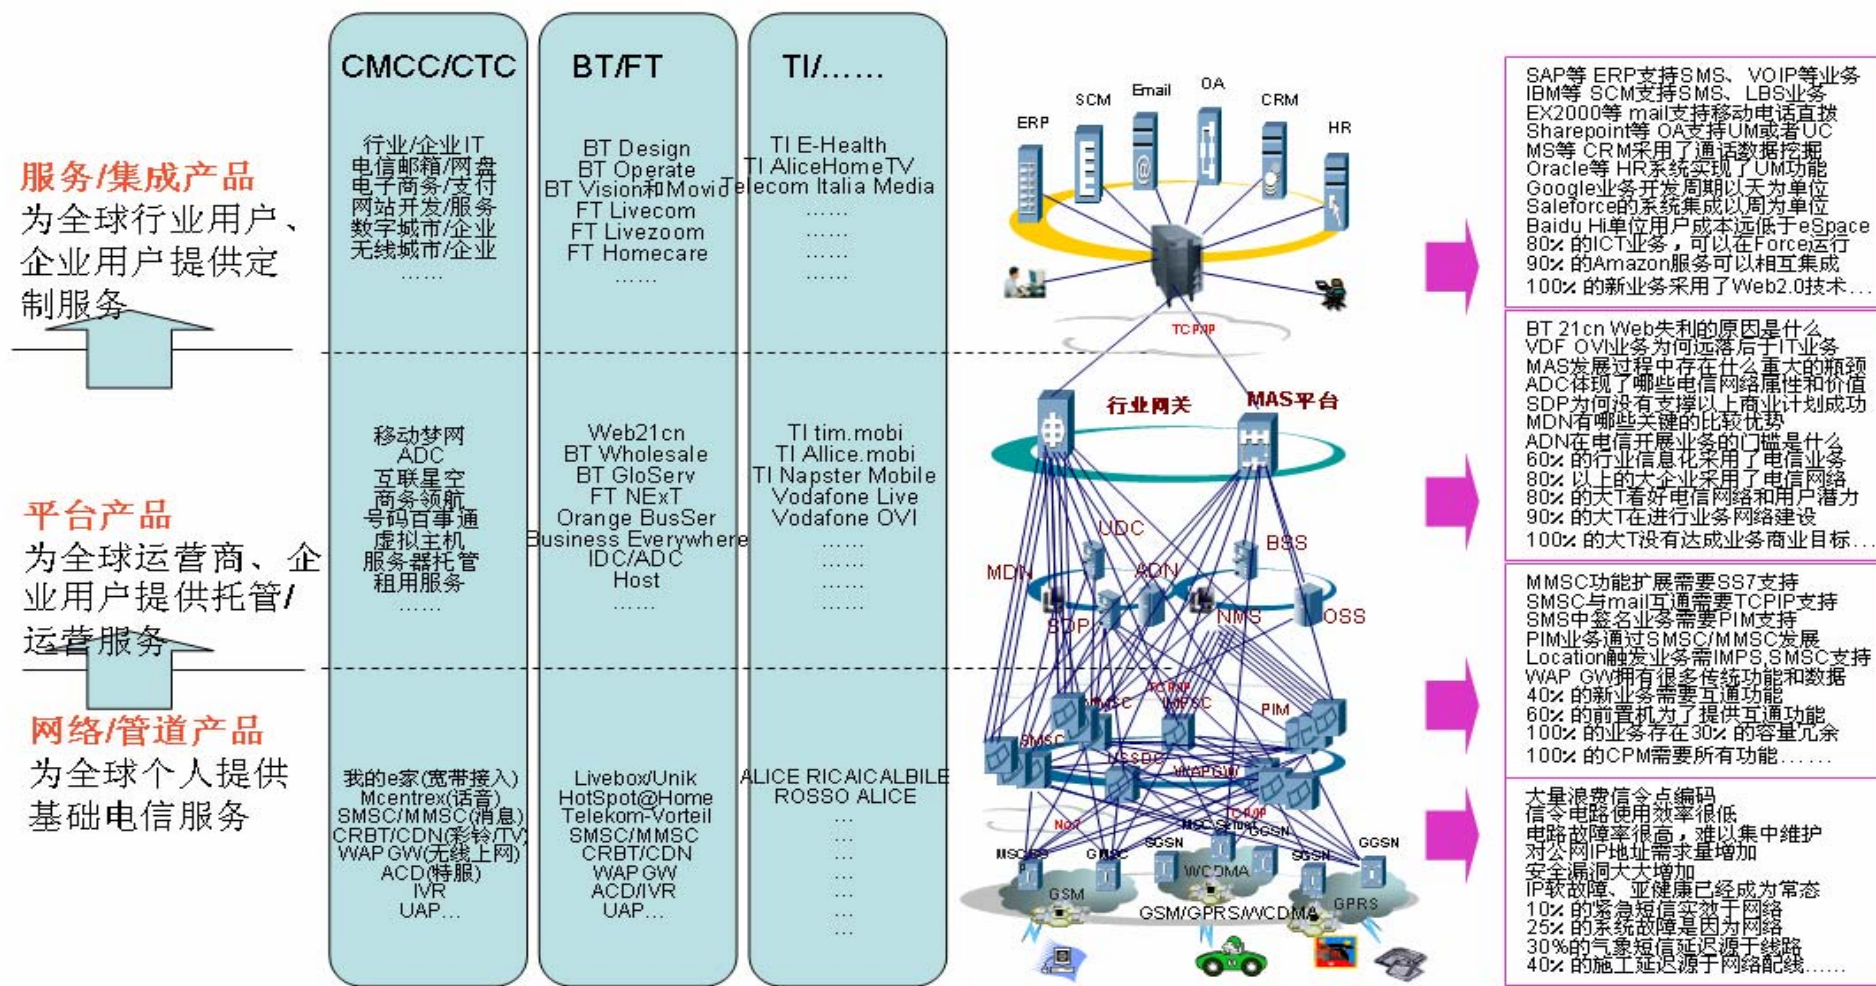 服务/集成产品
为全球行业用户、
企业用户提供定
制服务
平台产品
为全球运营商、企
业用户提供托管/
运营服务
网络/管道产品
为全球个人提供
基础电信服务
CMCC/CTC
行业/企业IT
电信邮箱/网盘
电子商务/支付
网站开发/服务
数字城市/企业
无线城市/企业
……
移动梦网
ADC
互联星空
商务领航
号码百事通
虚拟主机
服务器托管
租用服务
……
我的e家(宽带接入)
Mcentrex(话音)
SMSC/MMSC(消息)
CRBT/CDN(彩铃/TV)
WAPGW(无线上网)
ACD(特服)
IVR
UAP…
BT/FT
BT Design
BT Operate
BT Vision和Movio
FT Livecom
FT Livezoom
FT Homecare
……
Web21cn
BT Wholesale
BT GloServ
FT NExT
Orange BusSer
Business Everywhere
IDC/ADC
Host
……
Livebox/Unik
HotSpot@Home
Telekom-Vorteil
SMSC/MMSC
CRBT/CDN
WAPGW
ACD/IVR
UAP…
TI/……
TI E-Health
TI AliceHomeTV
Telecom Italia Media
……
……
……
……
TI tim.mobi
TI Allice.mobi
TI Napster Mobile
Vodafone Live
Vodafone OVI
……
……
……
……
ALICE RICAICALBILE
ROSSO ALICE
…
…
…
…
…
…
ERP
SCM
Email
OA
CRM
HR
TCP/IP
行业网关
MAS平台
UDC
BSS
MDN
ADN
SDP
NMS
OSS
TCP/IP
MMSC
IMPSC
PIM
SMSC
USSDC
WAPGW
No7
TCP/IP
GMSC
SGSN
GGSN
SGSN
GGSN
GSM
WCDMA
GPRS
GSM/GPRS/WCDMA
SAP等 ERP支持SMS、VOIP等业务
IBM等 SCM支持SMS、LBS业务
EX2000等 mail支持移动电话直拨
Sharepoint等 OA支持UM或者UC
MS等 CRM采用了通话数据挖掘
Oracle等 HR系统实现了UM功能
Google业务开发周期以天为单位
Saleforce的系统集成以周为单位
Baidu Hi单位用户成本远低于eSpace
80% 的ICT业务，可以在Force运行
90% 的Amazon服务可以相互集成
100% 的新业务采用了Web2.0技术…
BT 21cn Web失利的原因是什么
VDF OVI业务为何远落后于IT业务
MAS发展过程中存在什么重大的瓶颈
ADC体现了哪些电信网络属性和价值
SDP为何没有支撑以上商业计划成功
MDN有哪些关键的比较优势
ADN在电信开展业务的门槛是什么
60% 的行业信息化采用了电信业务
80% 以上的大企业采用了电信网络
80% 的大T看好电信网络和用户潜力
90% 的大T在进行业务网络建设
100% 的大T没有达成业务商业目标…
MMSC功能扩展需要SS7支持
SMSC与mail互通需要TCPIP支持
SMS中签名业务需要PIM支持
PIM业务通过SMSC/MMSC发展
Location触发业务需IMPS,SMSC支持
WAP GW拥有很多传统功能和数据
40% 的新业务需要互通功能
60% 的前置机为了提供互通功能
100% 的业务存在30% 的容量冗余
100% 的CPM需要所有功能……
大量浪费信令点编码
信令电路使用效率很低
电路故障率很高，难以集中维护
对公网IP地址需求量增加
安全漏洞大大增加
IP软故障、亚健康已经成为常态
10% 的紧急短信实效于网络
25% 的系统故障是因为网络
30%的气象短信延迟源于线路
40% 的施工延迟源于网络配线……